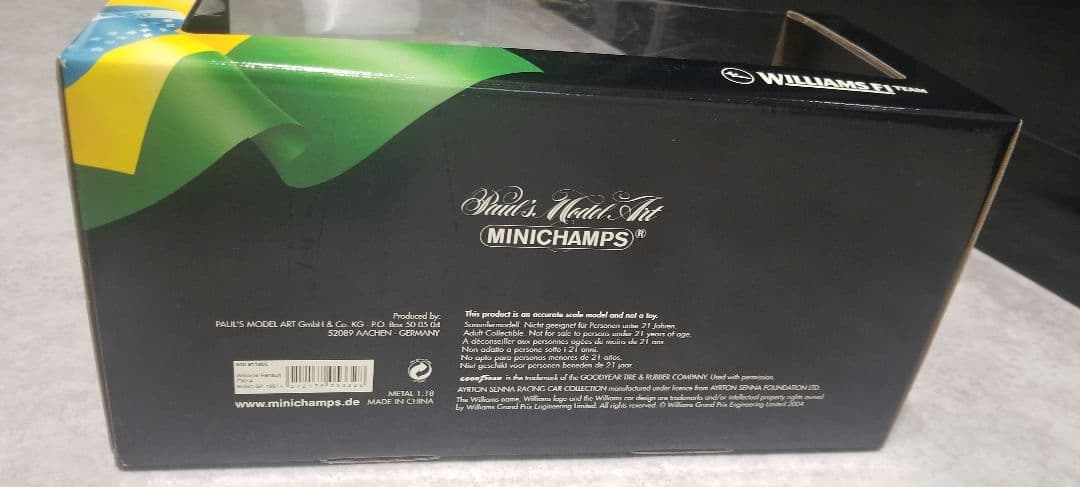 WILLIAMS F1 TEAM
Paul's Model Art
MINICHAMPS®
Produced by:
PAUL'S MODEL ART GmbH & Co. KG · P.O. Box 50 05 04
52089 AACHEN · GERMANY
Williams Renault
FW14
METAL 1:18
www.minichamps.de MADE IN CHINA
This product is an accurate scale model and not a toy.
Sammlermodell. Nicht geeignet für Personen unter 21 Jahren.
Adult Collectible. Not for sale to persons under 21 years of age.
A déconseiller aux personnes agées de moins de 21 ans.
Non adatto a persone sotto i 21 anni.
No apto para personas menores de 21 años.
Niet geschikt voor personen beneden de 21 jaar.
GOODYEAR is the trademark of the GOODYEAR TIRE & RUBBER COMPANY. Used with permission.
AYRTON SENNA RACING CAR COLLECTION manufactured under licence from AYRTON SENNA FOUNDATION LTD.
The Williams name, Williams logo and the Williams car design are trademarks and/or intellectual property rights owned
by Williams Grand Prix Engineering Limited. All rights reserved. © Williams Grand Prix Engineering Limited 2004